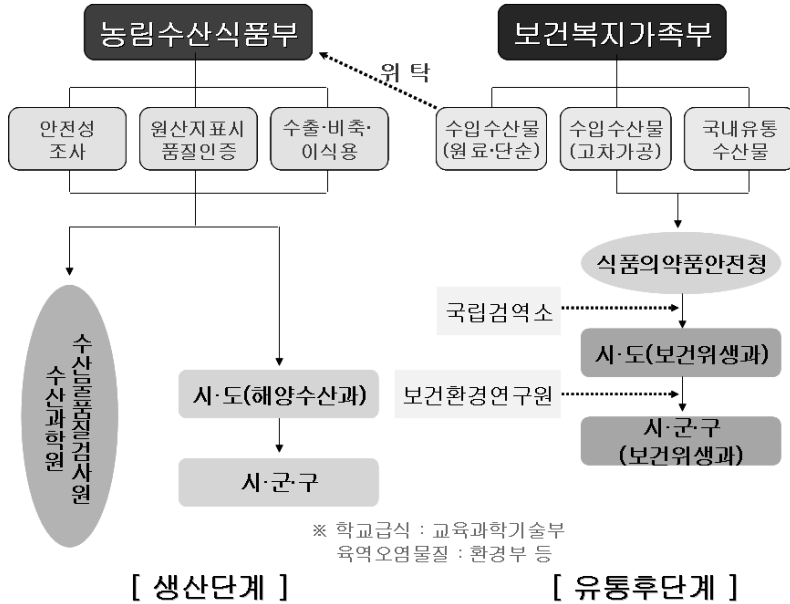 농림수산식품부
보건복지가족부
위 탁
안전성
조사
원산지표시
품질인증
수출·비축·
이식용
수입수산물
(원료·단순)
수입수산물
(고차가공)
국내유통
수산물
식품의약품안전청
국립검역소
시·도(보건위생과)
수산물품질검사원
수산과학원
시·도(해양수산과)
보건환경연구원
시·군·구
(보건위생과)
시·군·구
※ 학교급식 : 교육과학기술부
육역오염물질 : 환경부 등
[ 생산단계 ]
[ 유통후단계 ]